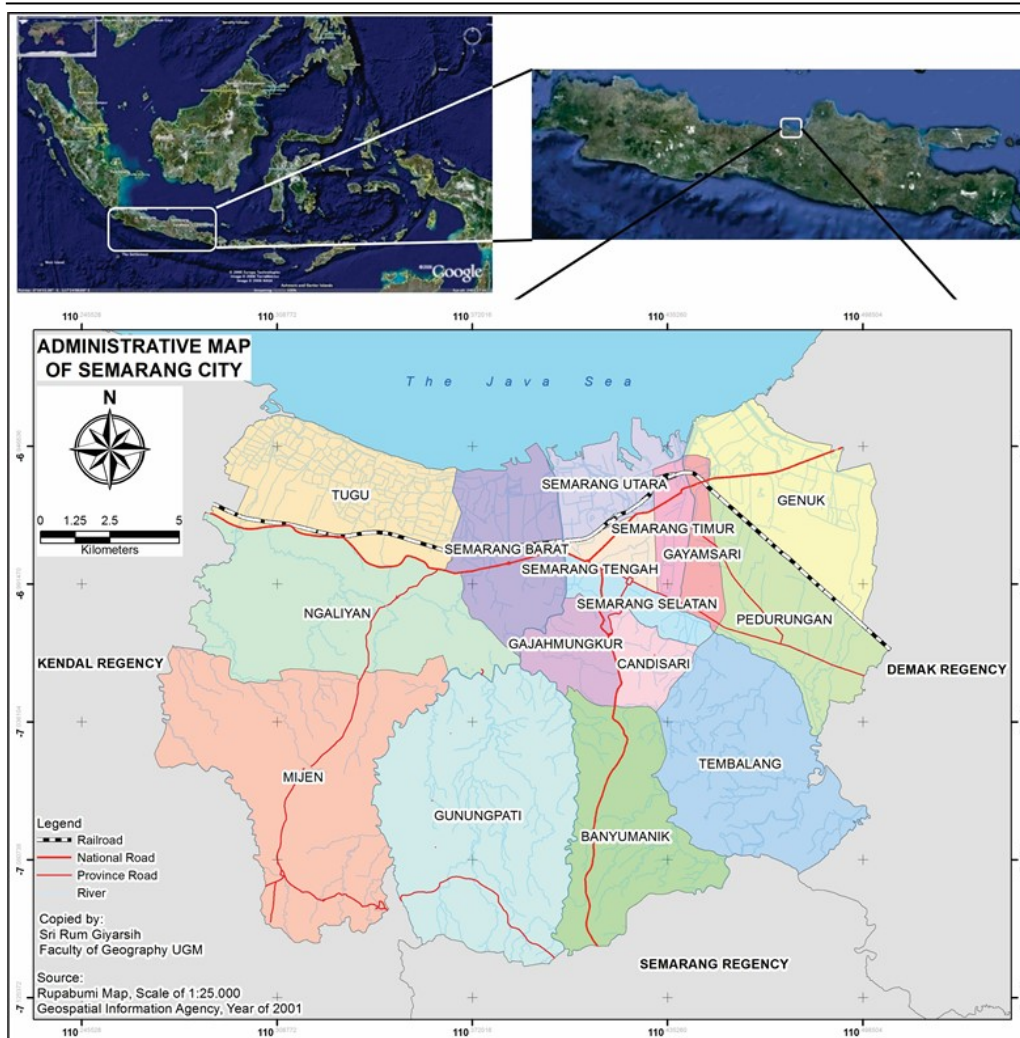 Google
ADMINISTRATIVE MAP
OF SEMARANG CITY
N
0 1.25 2.5 5
Kilometers
The Java Sea
TUGU
SEMARANG UTARA
GENUK
SEMARANG TIMUR
SEMARANG BARAT
GAYAMSARI
SEMARANG TENGAH
SEMARANG SELATAN
PEDURUNGAN
NGALIYAN
GAJAHMUNGKUR
CANDISARI
KENDAL REGENCY
DEMAK REGENCY
TEMBALANG
MIJEN
GUNUNGPATI
BANYUMANIK
Legend
Railroad
National Road
Province Road
River
Copied by:
Sri Rum Giyarsih
Faculty of Geography UGM
SEMARANG REGENCY
Source:
Rupabumi Map, Scale of 1:25.000
Geospatial Information Agency, Year of 2001